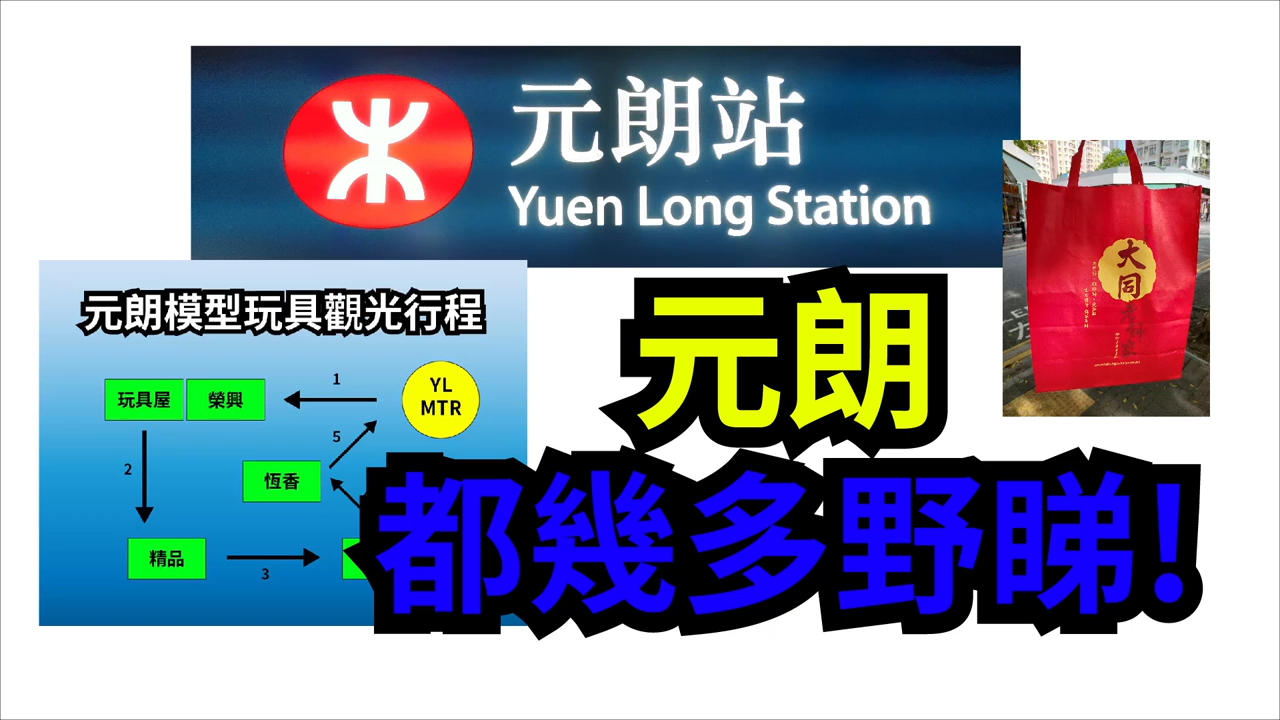 元朗站
Yuen Long Station
大同
元朗模型玩具觀光行程
元朗
玩具屋
榮興
1
YL
MTR
5
2
恆香
都幾多野睇!
精品
3